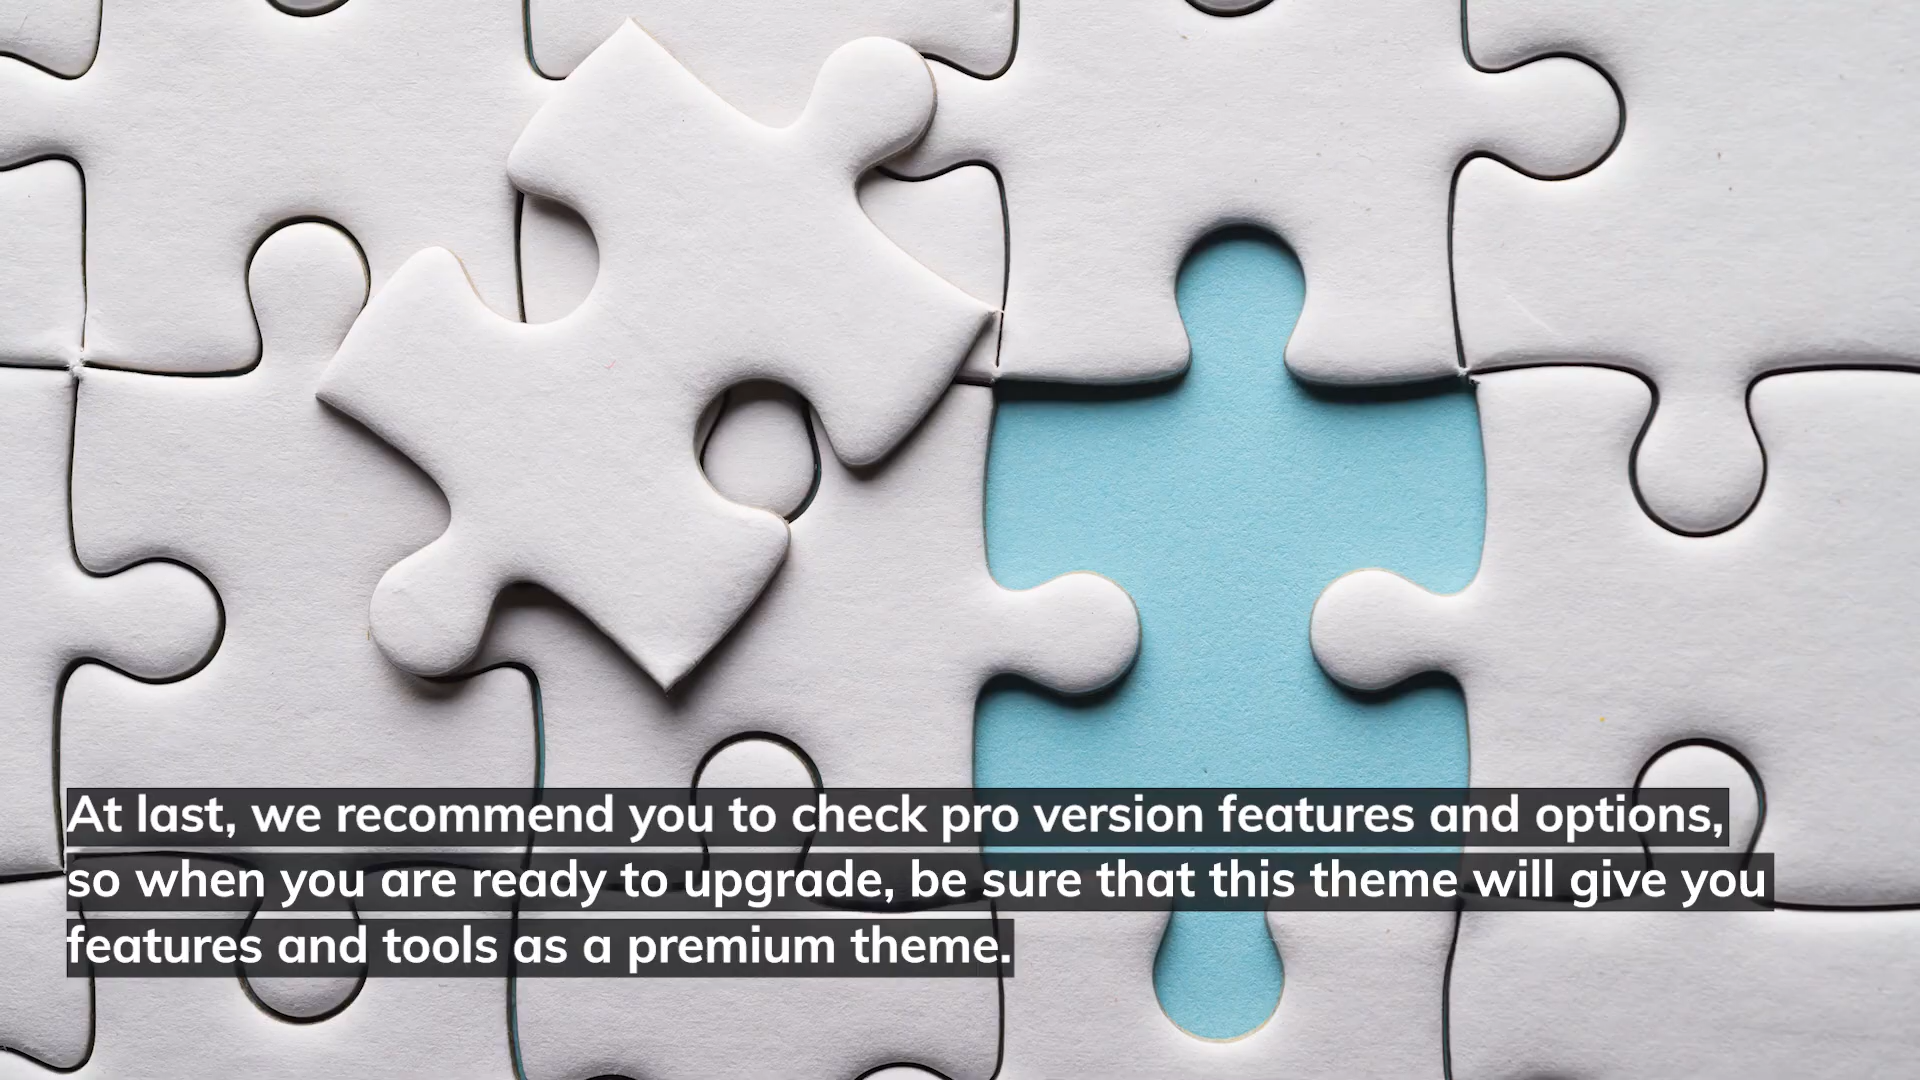 At last, we recommend you to check pro version features and options,
so when you are ready to upgrade, be sure that this theme will give you
features and tools as a premium theme.